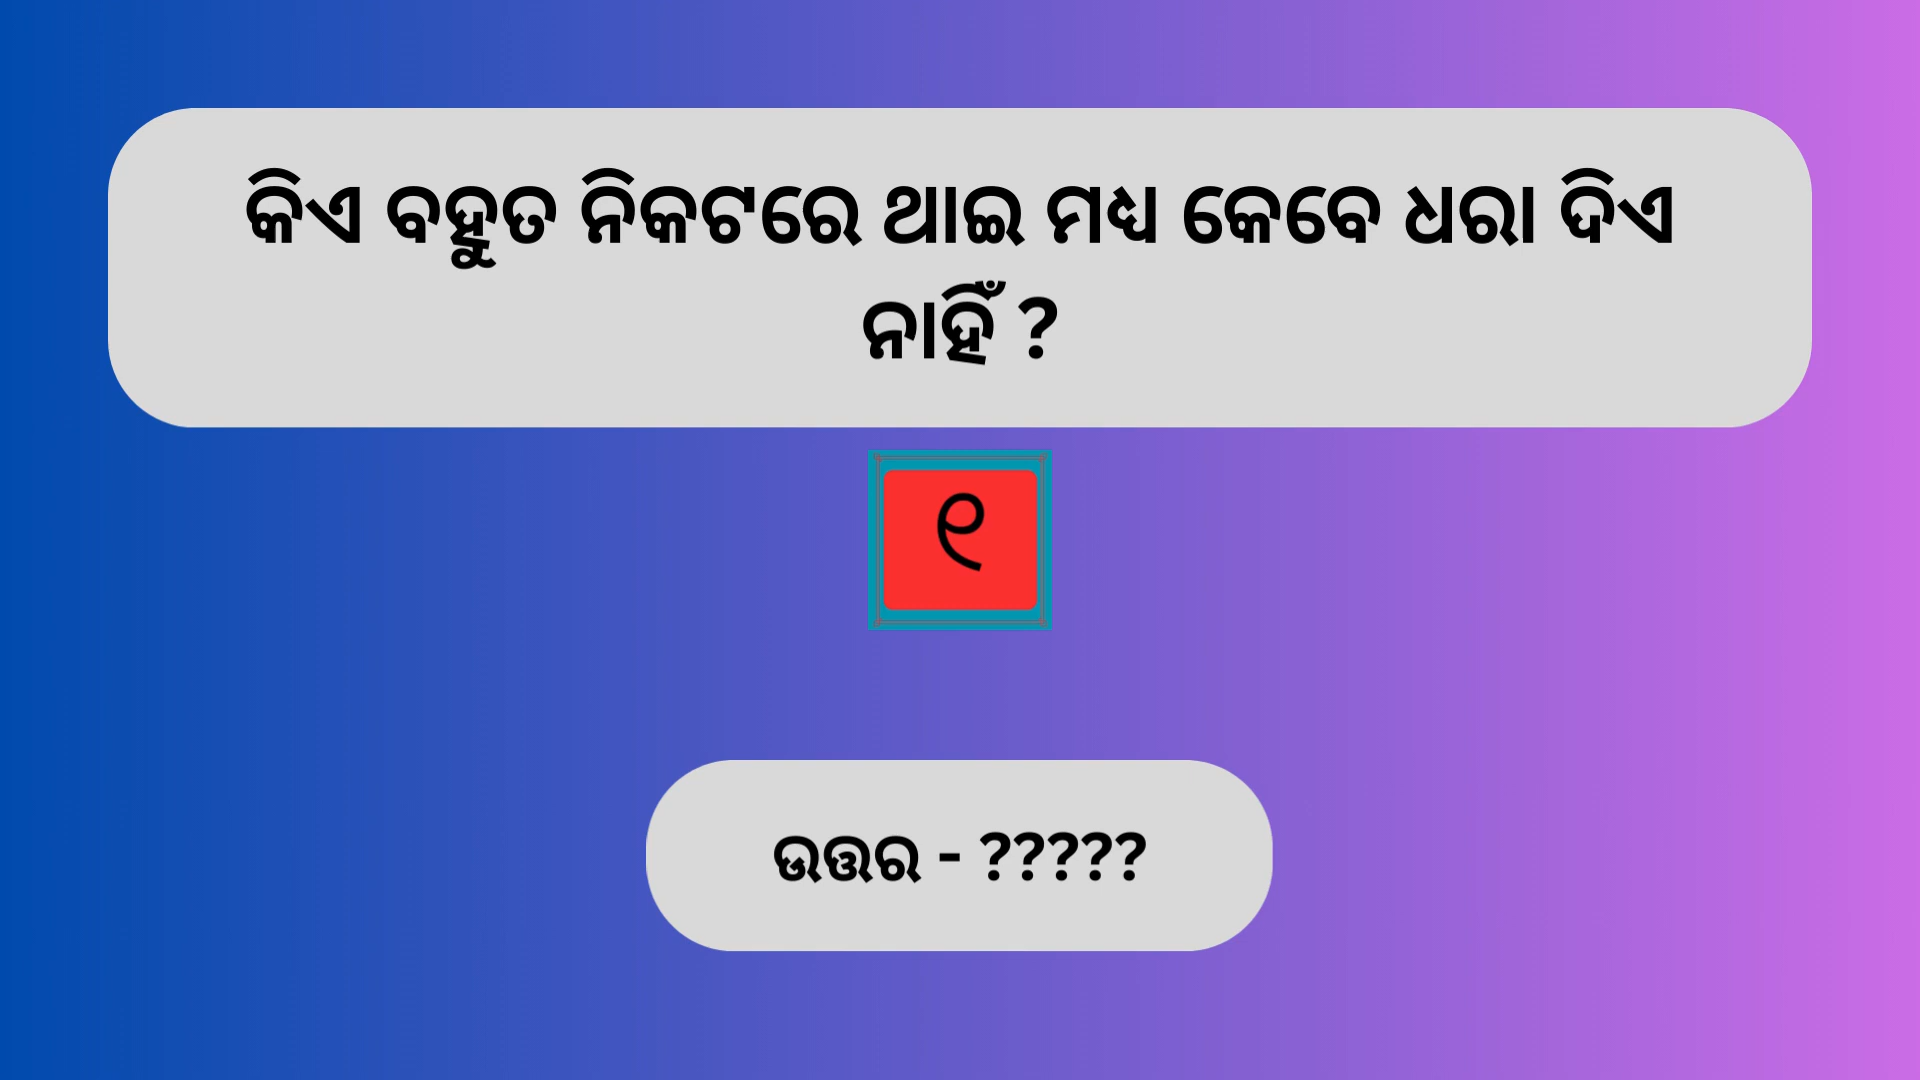 କିଏ ବହୁତ ନିକଟରେ ଥାଇ ମଧ୍ୟ କେବେ ଧରା ଦିଏ
ନାହିଁ ?
୧
ଉତ୍ତର - ?????